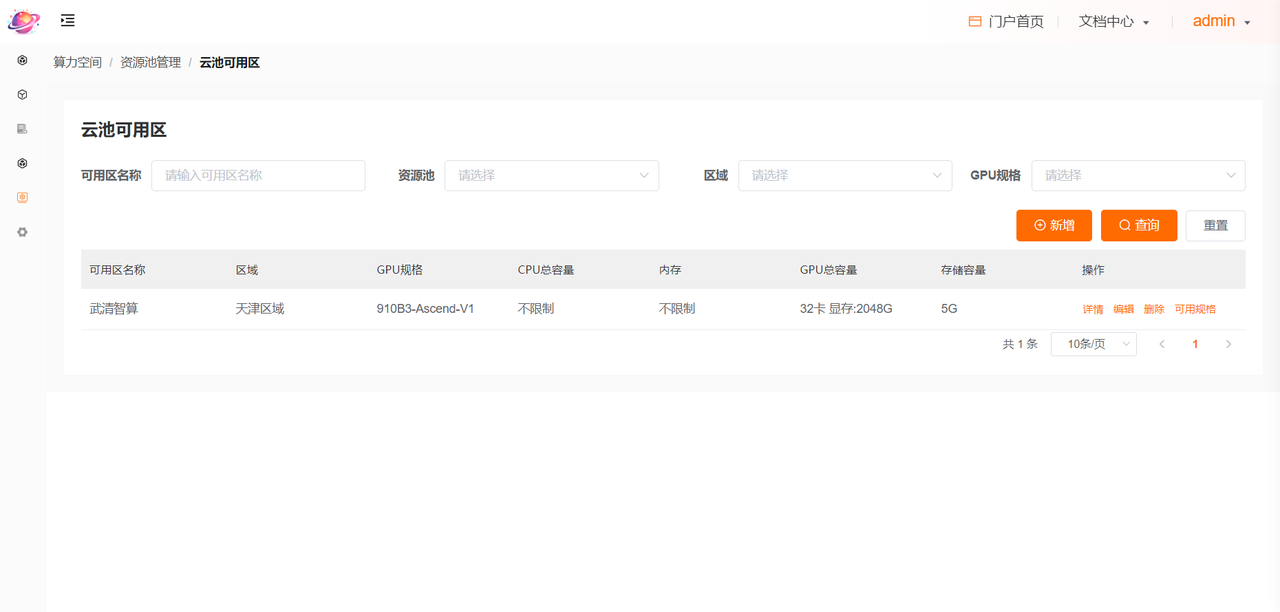 门户首页 文档中心 admin
算力空间 / 资源池管理 / 云池可用区
云池可用区
可用区名称 请输入可用区名称 资源池 请选择 区域 请选择 GPU规格 请选择
新增 查询 重置
可用区名称 区域 GPU规格 CPU总容量 内存 GPU总容量 存储容量 操作
武清智算 天津区域 910B3-Ascend-V1 不限制 不限制 32卡 显存:2048G 5G 详情 编辑 删除 可用规格
共 1 条 10条/页 1